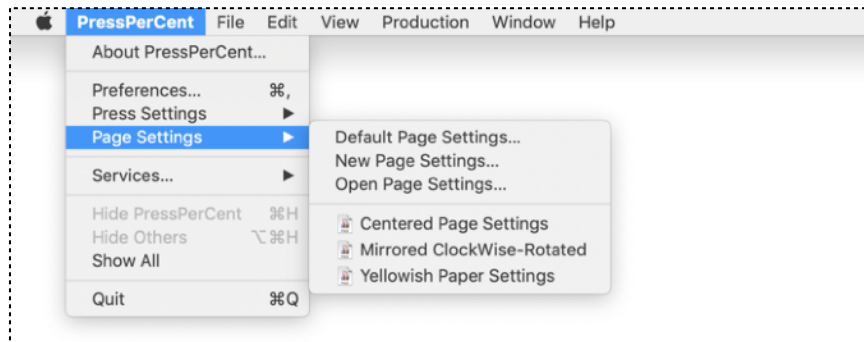 PressPerCent File Edit View Production Window Help
About PressPerCent...
Preferences... ⌘,
Press Settings ▶
Page Settings ▶
Default Page Settings...
New Page Settings...
Open Page Settings...
Centered Page Settings
Mirrored ClockWise-Rotated
Yellowish Paper Settings
Services... ▶
Hide PressPerCent ⌘H
Hide Others ⌥⌘H
Show All
Quit ⌘Q